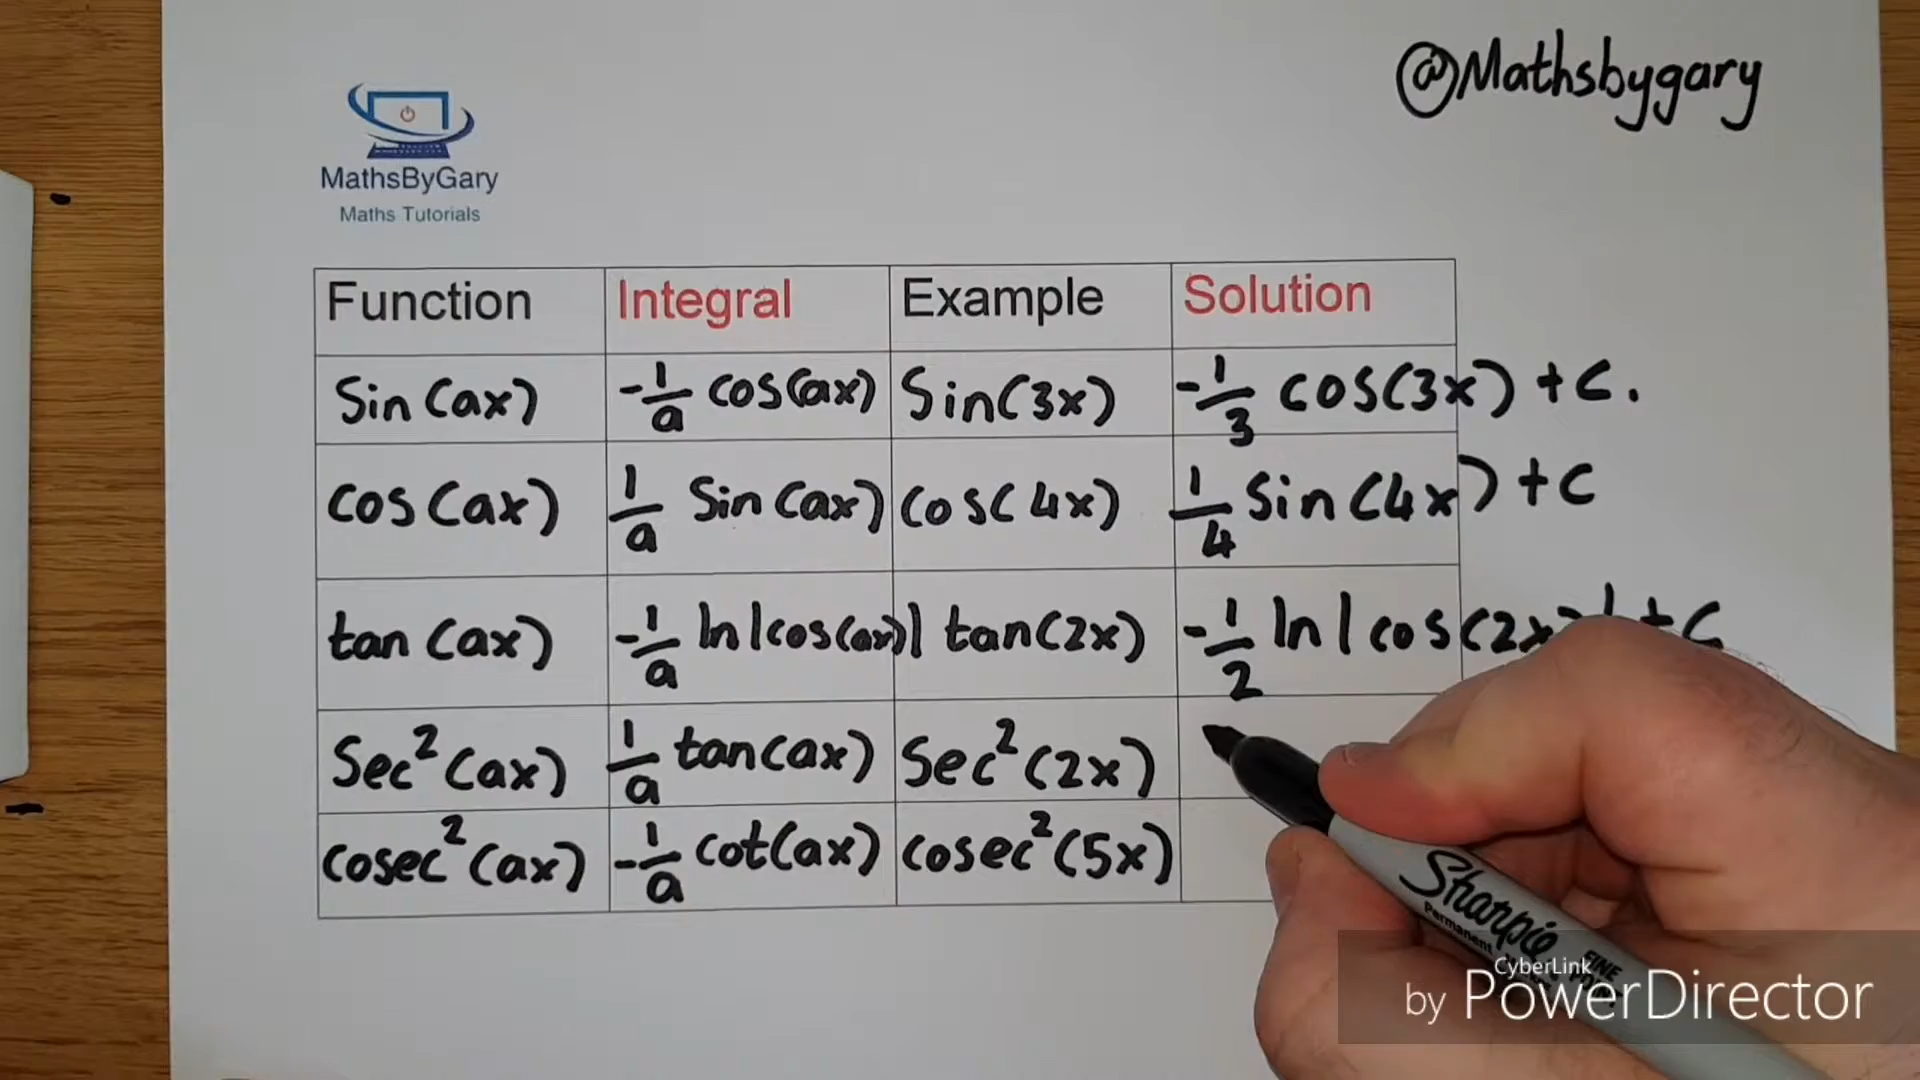 @Mathsbygary
MathsByGary
Maths Tutorials
Function Integral Example Solution
Sin(ax) -1/a cos(ax) Sin(3x) -1/3 cos(3x) + C.
cos(ax) 1/a Sin(ax) cos(4x) 1/4 Sin(4x) + C
tan(ax) -1/a ln|cos(ax)| tan(2x) -1/2 ln|cos(2x)| + C
Sec²(ax) 1/a tan(ax) Sec²(2x)
cosec²(ax) -1/a cot(ax) cosec²(5x)
Sharpie
Permanent
FINE
CyberLink
by PowerDirector